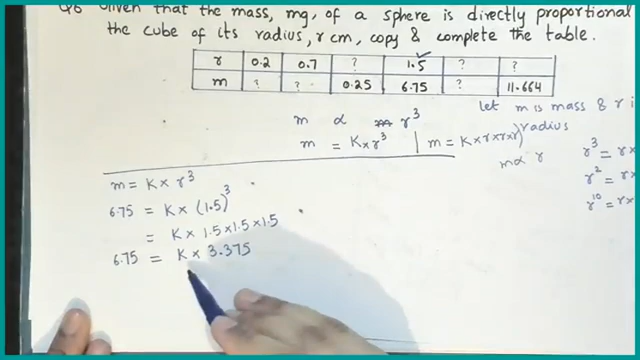 Q6 Given that the mass, mg, of a sphere is directly proportional
the cube of its radius, r cm, copy & complete the table.
r 0.2 0.7 ? 1.5 ? ?
m ? ? 0.25 6.75 ? 11.664
let m is mass & r i
radius
m ∝ r³
m = K×r³ | m = K×r×r×r
m∝ r
r³ = r×
r² = r×
r¹⁰ = r×
m = K × r³
6.75 = K × (1.5)³
= K × 1.5×1.5×1.5
6.75 = K × 3.375